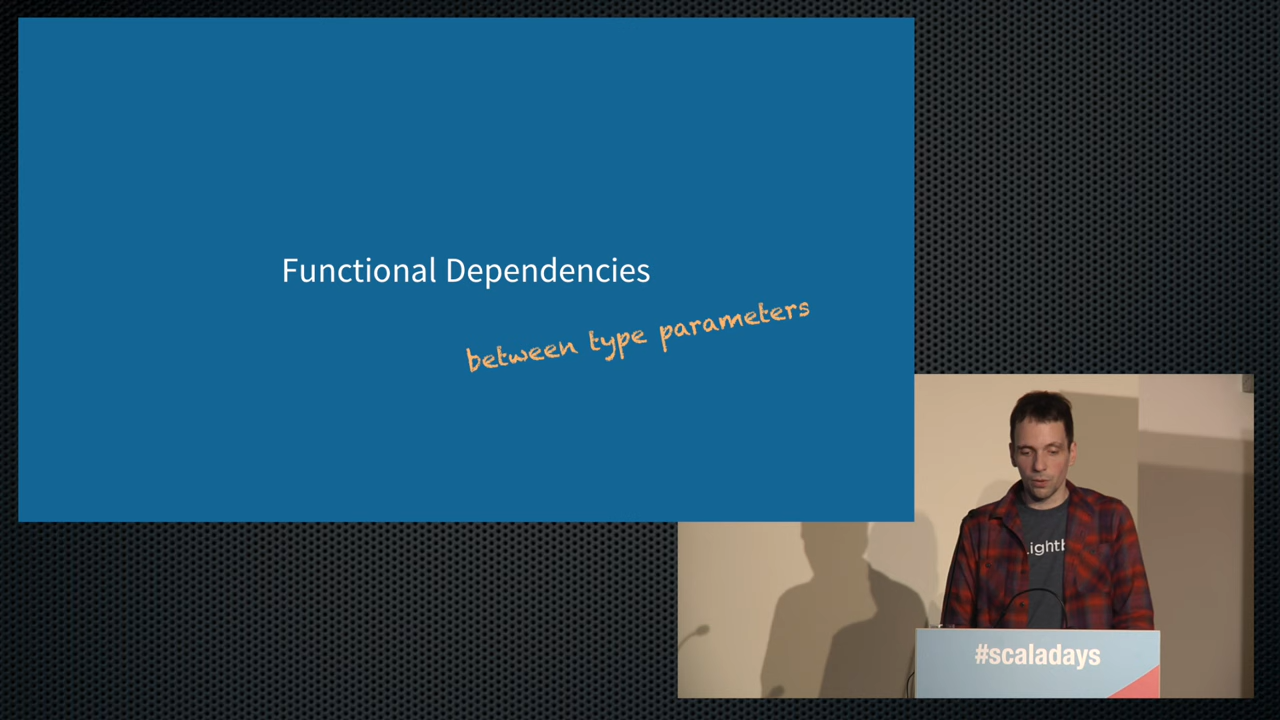 Functional Dependencies
between type parameters
#scaladays